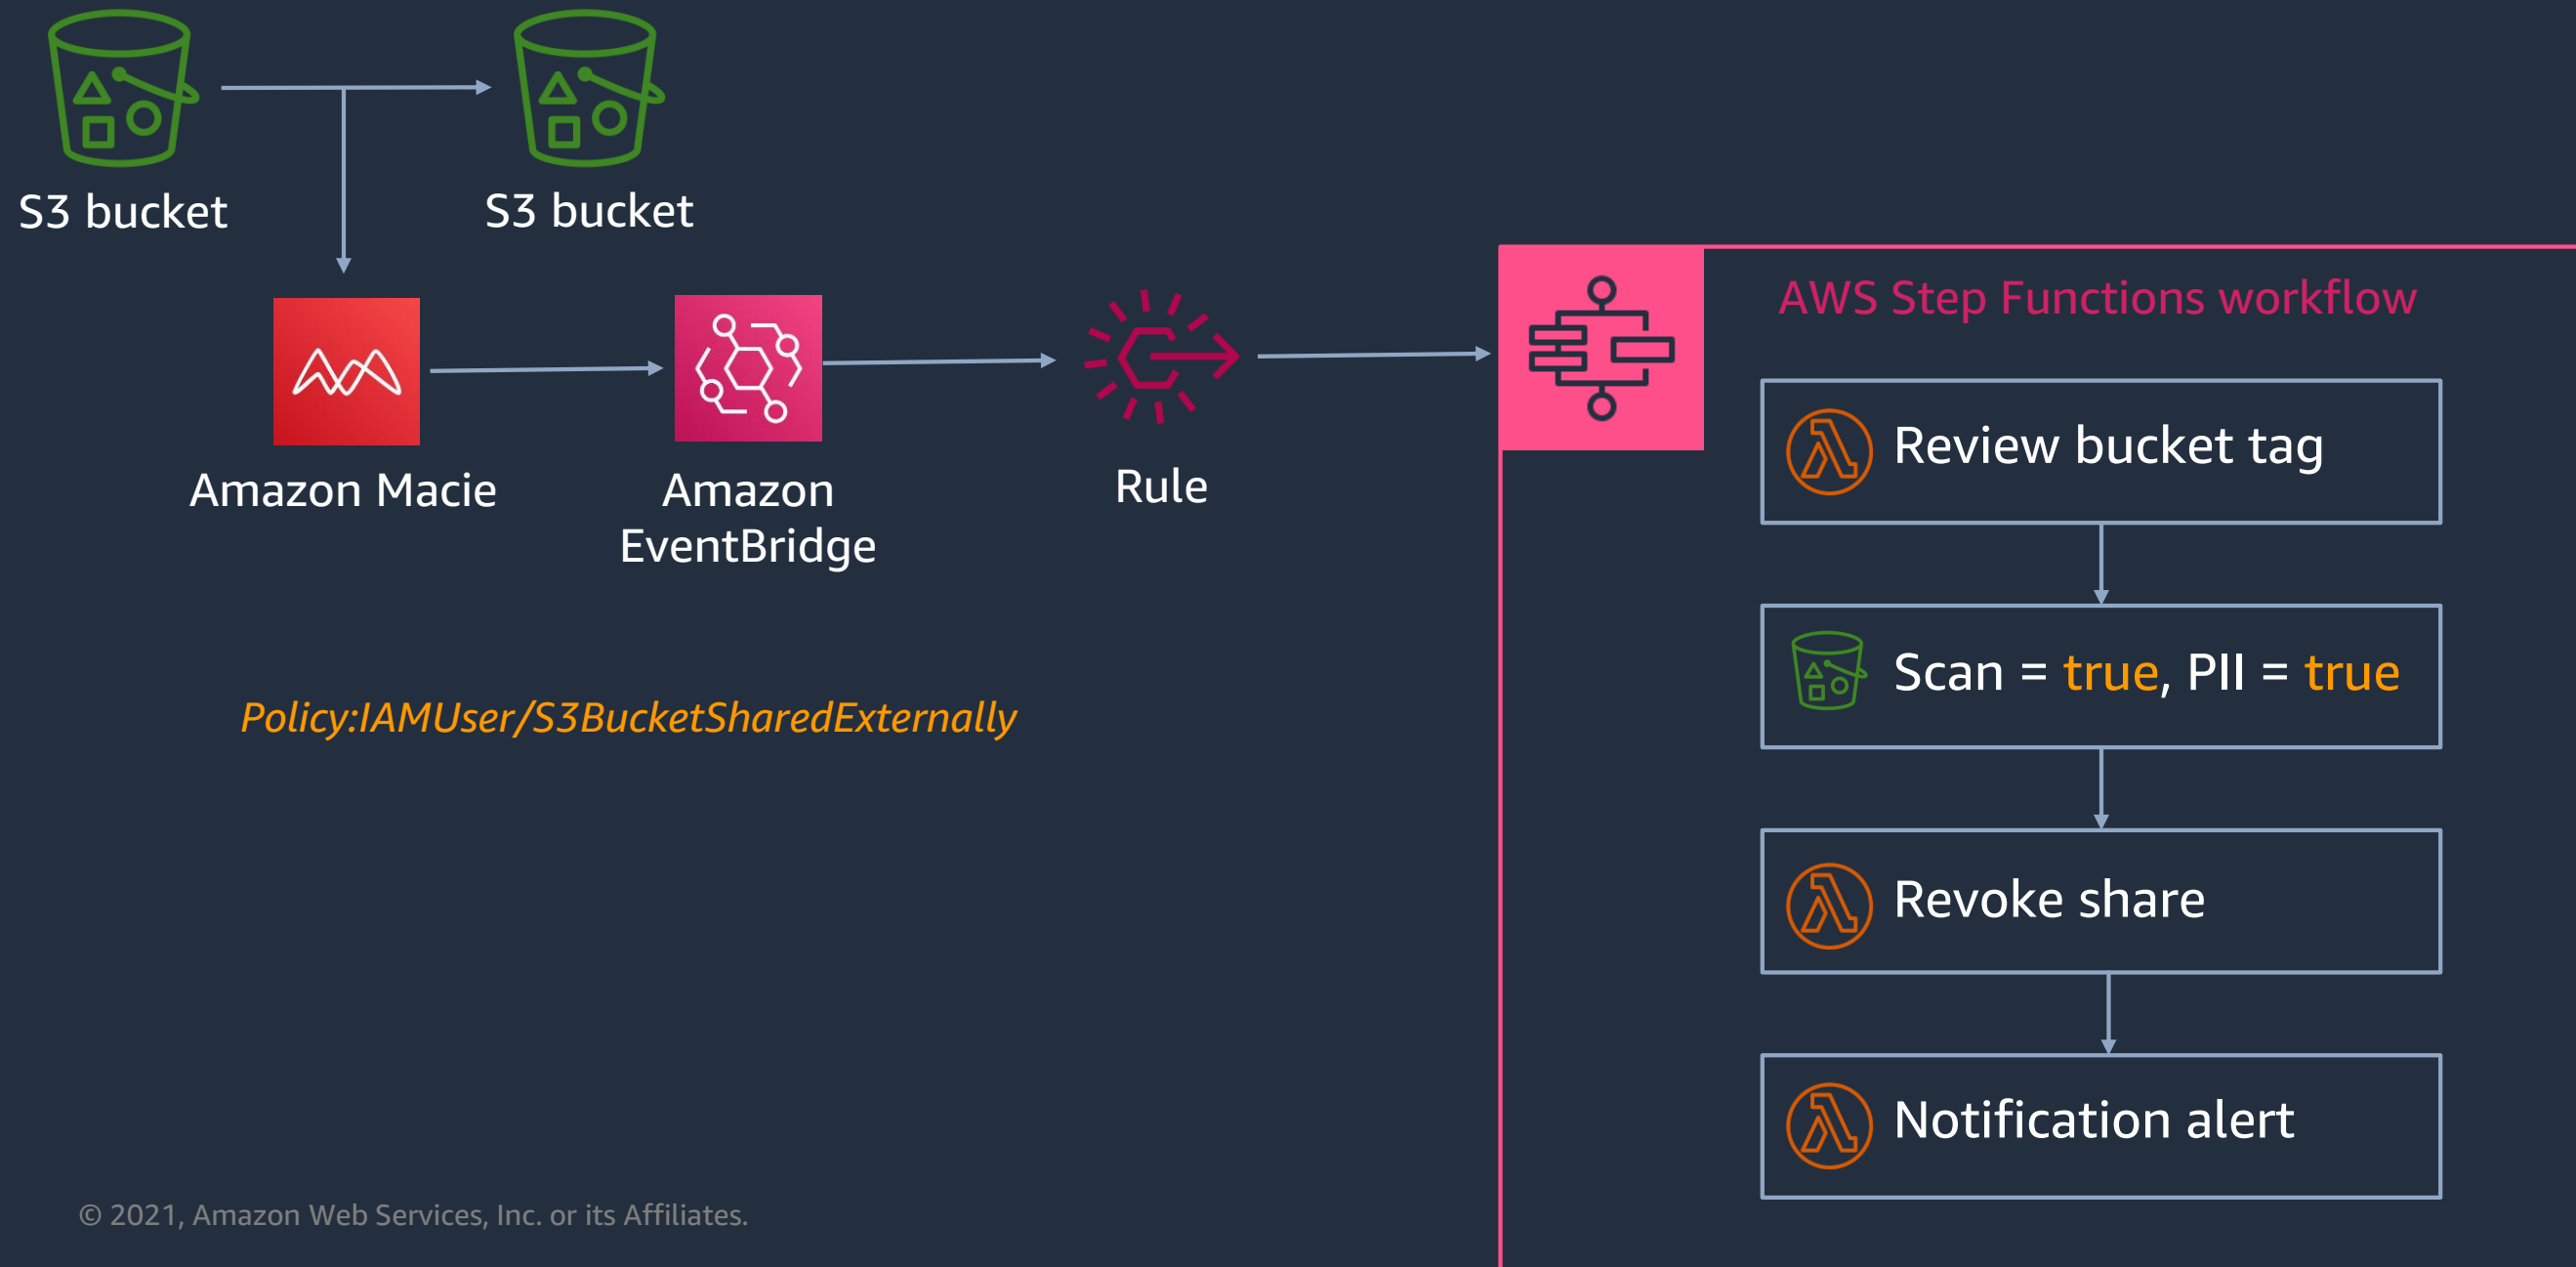 S3 bucket
S3 bucket
Amazon Macie
Amazon
EventBridge
Rule
Policy:IAMUser/S3BucketSharedExternally
AWS Step Functions workflow
Review bucket tag
Scan = true, PII = true
Revoke share
Notification alert
© 2021, Amazon Web Services, Inc. or its Affiliates.